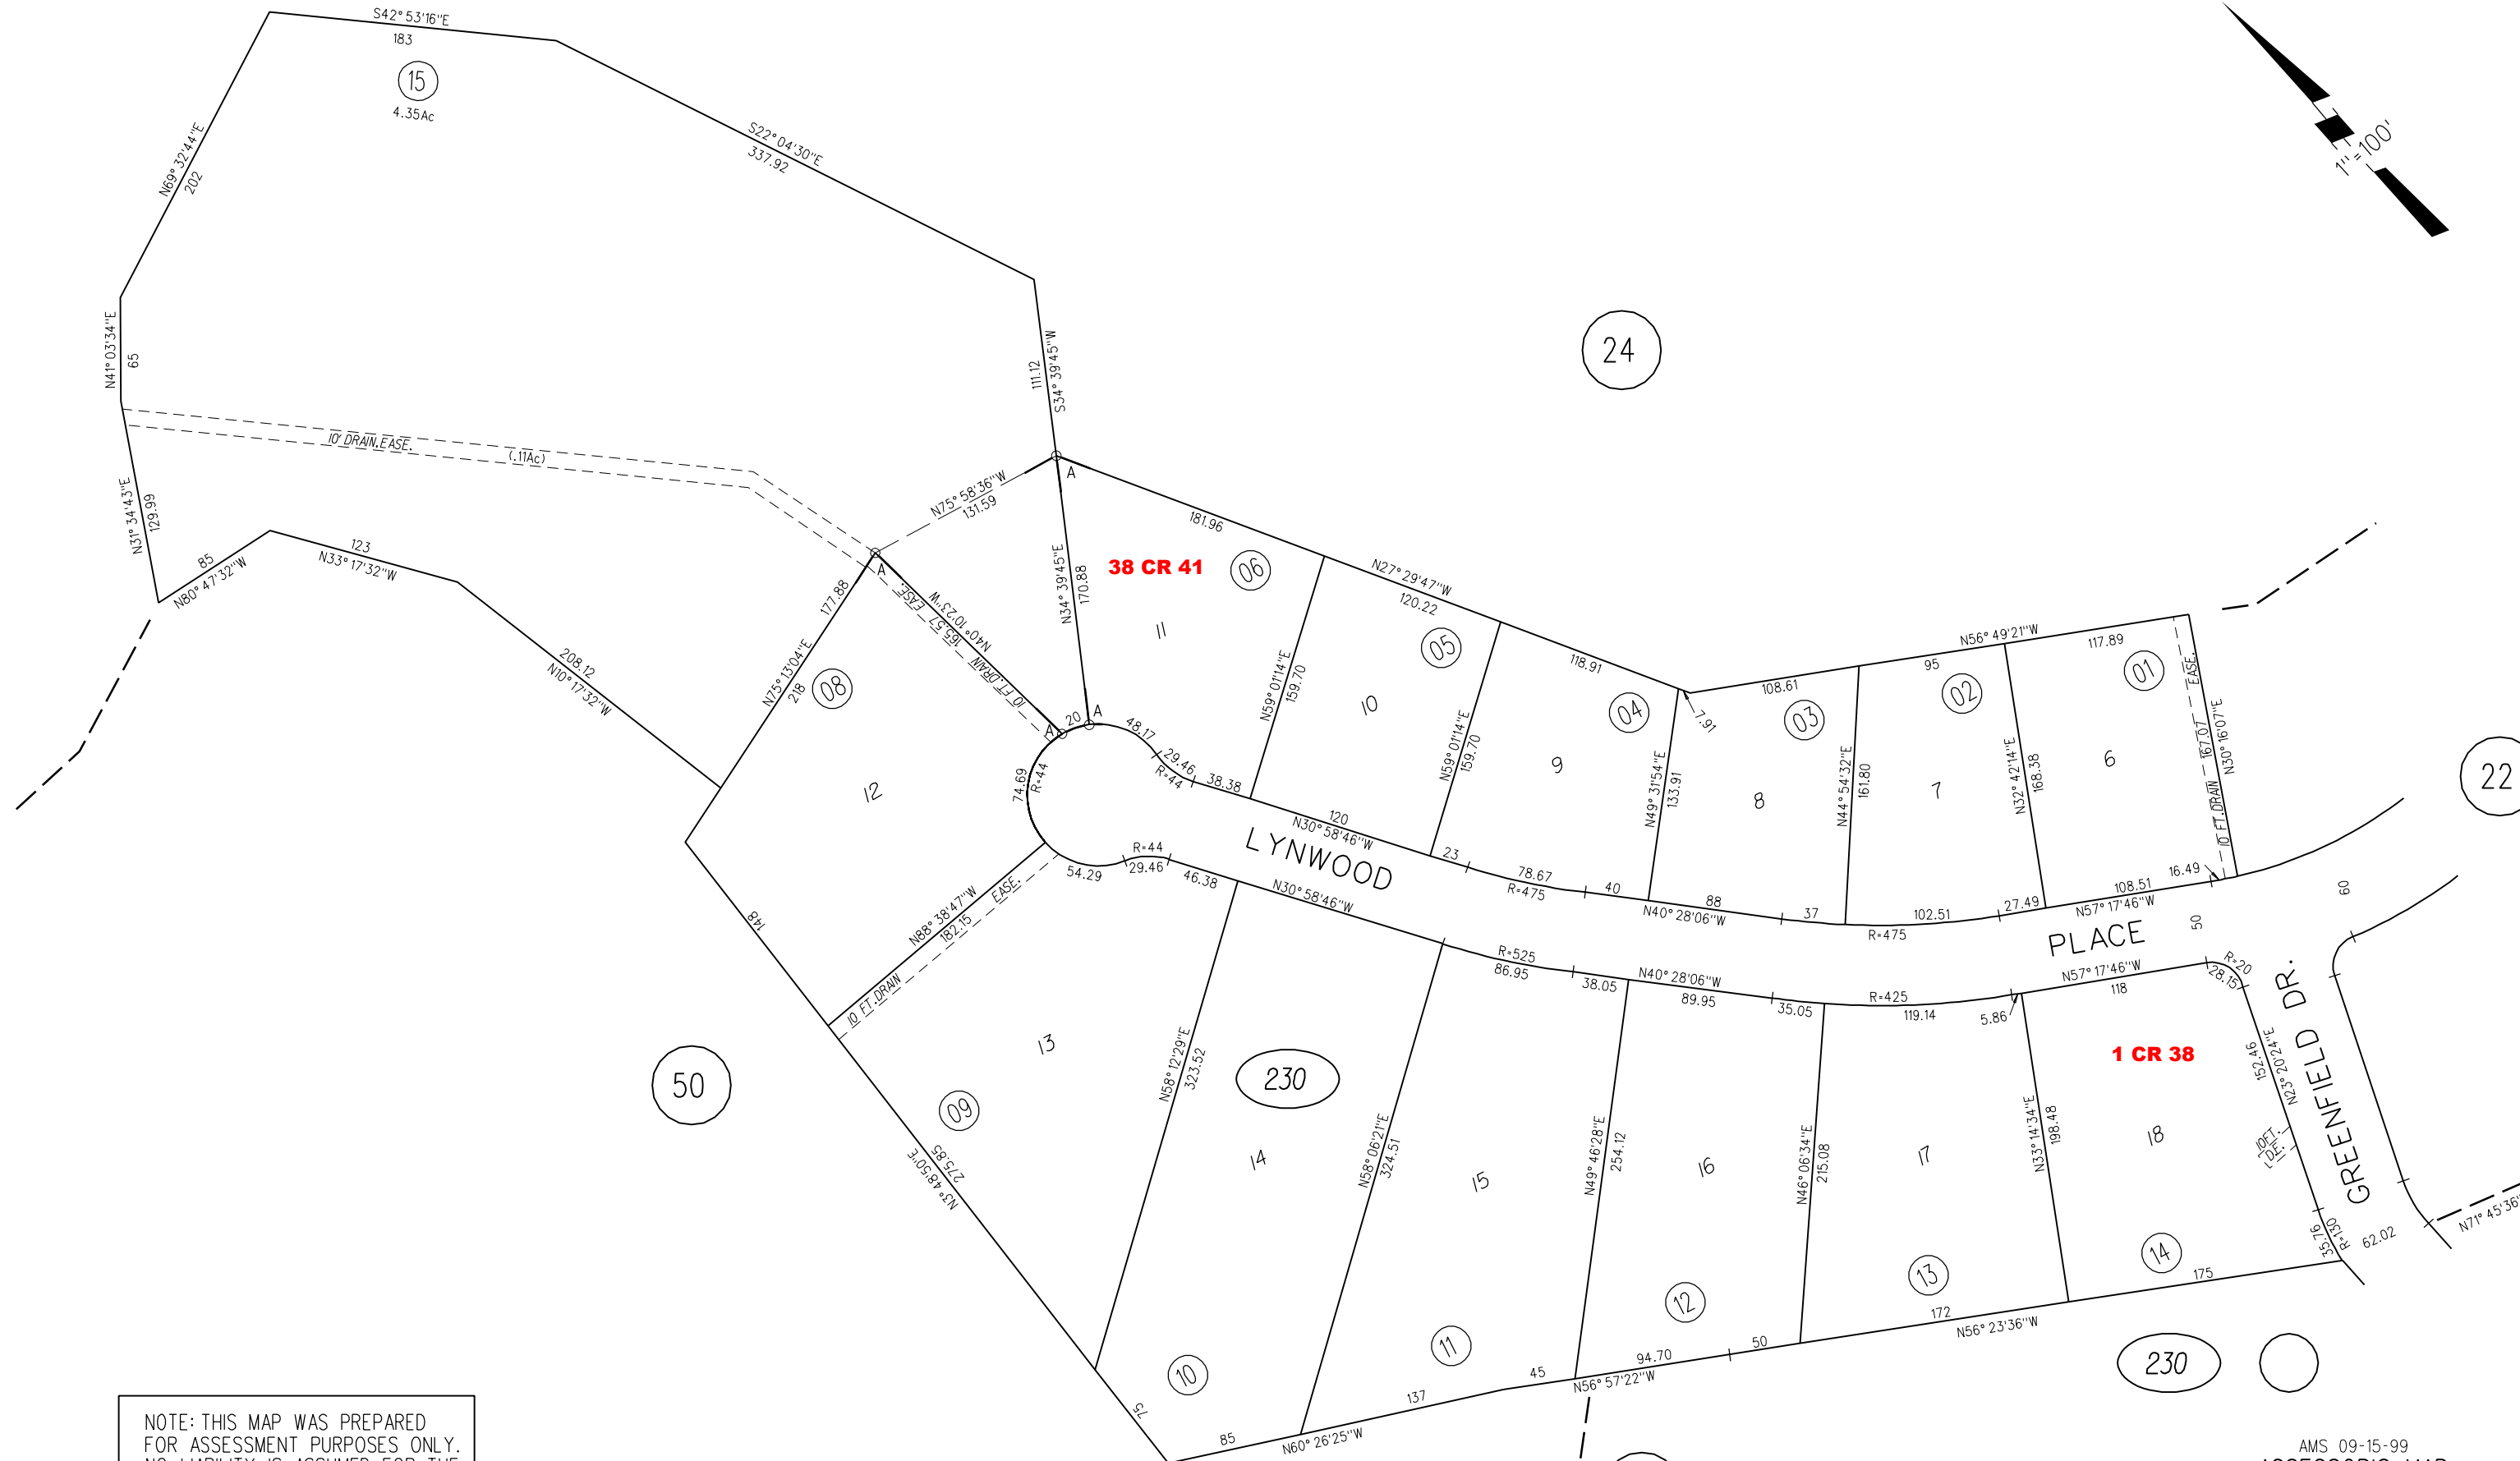 S42°53'16"E
183
15
4.35Ac
N69°32'44"E
202
S22°04'30"E
337.92
1"=100'
N41°03'34"E
65
111.12
S34°39'45"W
24
10' DRAIN.EASE.
(.11Ac)
N31°34'43"E
129.99
85
N80°47'32"W
123
N33°17'32"W
N75°58'36"W
131.59
A
A
181.96
38 CR 41
06
11
N34°39'45"E
170.88
N27°29'47"W
120.22
05
10
N59°01'14"E
159.70
118.91
04
9
N59°01'14"E
159.70
7.91
108.61
03
8
N49°31'54"E
133.91
N56°49'21"W
95
02
7
N44°54'32"E
161.80
117.89
01
6
N32°42'14"E
168.38
EASE.
167.07
N30°16'07"E
10 FT.DRAIN
22
177.88
N75°13'04"E
218
08
12
EASE.
N40°10'23"W
165.57
10 FT.DRAIN
208.12
N10°17'32"W
A
20
A
48.17
29.46
R=44
38.38
74.69
R=44
120
N30°58'46"W
23
78.67
R=475
40
88
N40°28'06"W
37
102.51
R=475
27.49
108.51
N57°17'46"W
16.49
LYNWOOD
PLACE
50
60
54.29
R=44
29.46
46.38
N30°58'46"W
R=525
86.95
38.05
N40°28'06"W
89.95
35.05
R=425
119.14
5.86
N57°17'46"W
118
R=20
28.15
GREENFIELD DR.
148
N88°38'47"W
182.15
EASE.
10 FT.DRAIN
50
13
09
N3°48'50"E
275.85
N58°12'29"E
323.52
230
14
10
N58°06'21"E
324.51
15
11
N49°46'28"E
254.12
16
12
N46°06'34"E
215.08
17
13
N33°14'34"E
198.48
1 CR 38
18
14
152.46
N23°20'24"E
10FT.
D.E.
35.76
R=130
62.02
N71°45'36"
75
85
N60°26'25"W
137
45
N56°57'22"W
94.70
50
172
N56°23'36"W
175
230
NOTE: THIS MAP WAS PREPARED
FOR ASSESSMENT PURPOSES ONLY.
NO LIABILITY IS ASSUMED FOR THE
AMS 09-15-99
ASSESSOR'S MAP